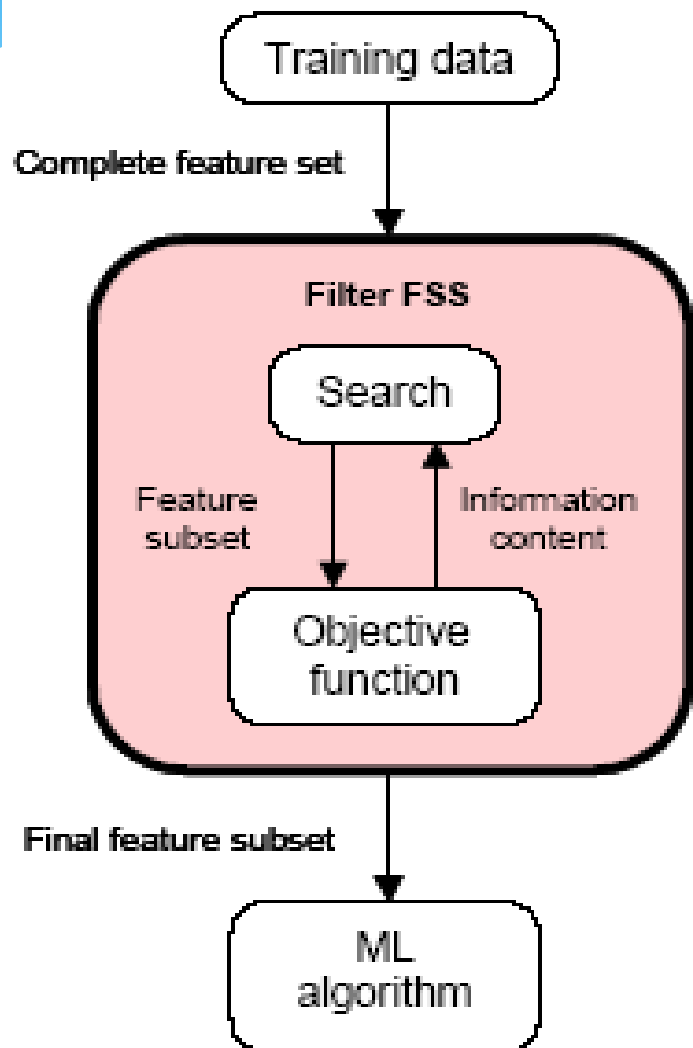 Training data
Complete feature set
Filter FSS
Search
Feature
subset
Information
content
Objective
function
Final feature subset
ML
algorithm